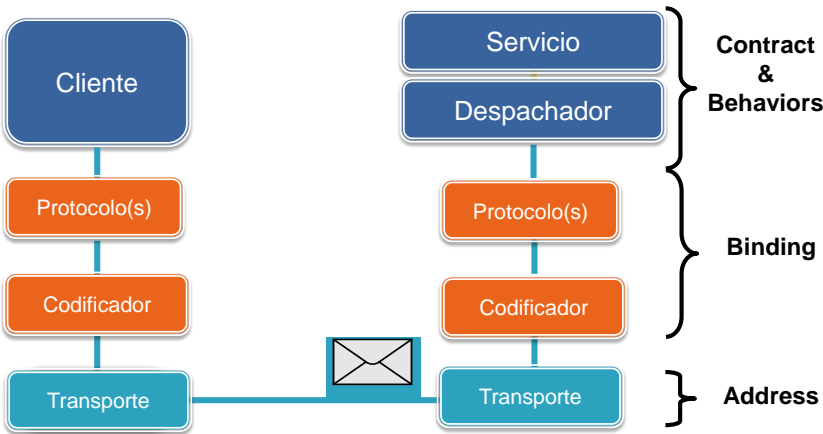 Cliente
Protocolo(s)
Codificador
Transporte
Servicio
Despachador
Protocolo(s)
Codificador
Transporte
Contract
&
Behaviors
Binding
Address